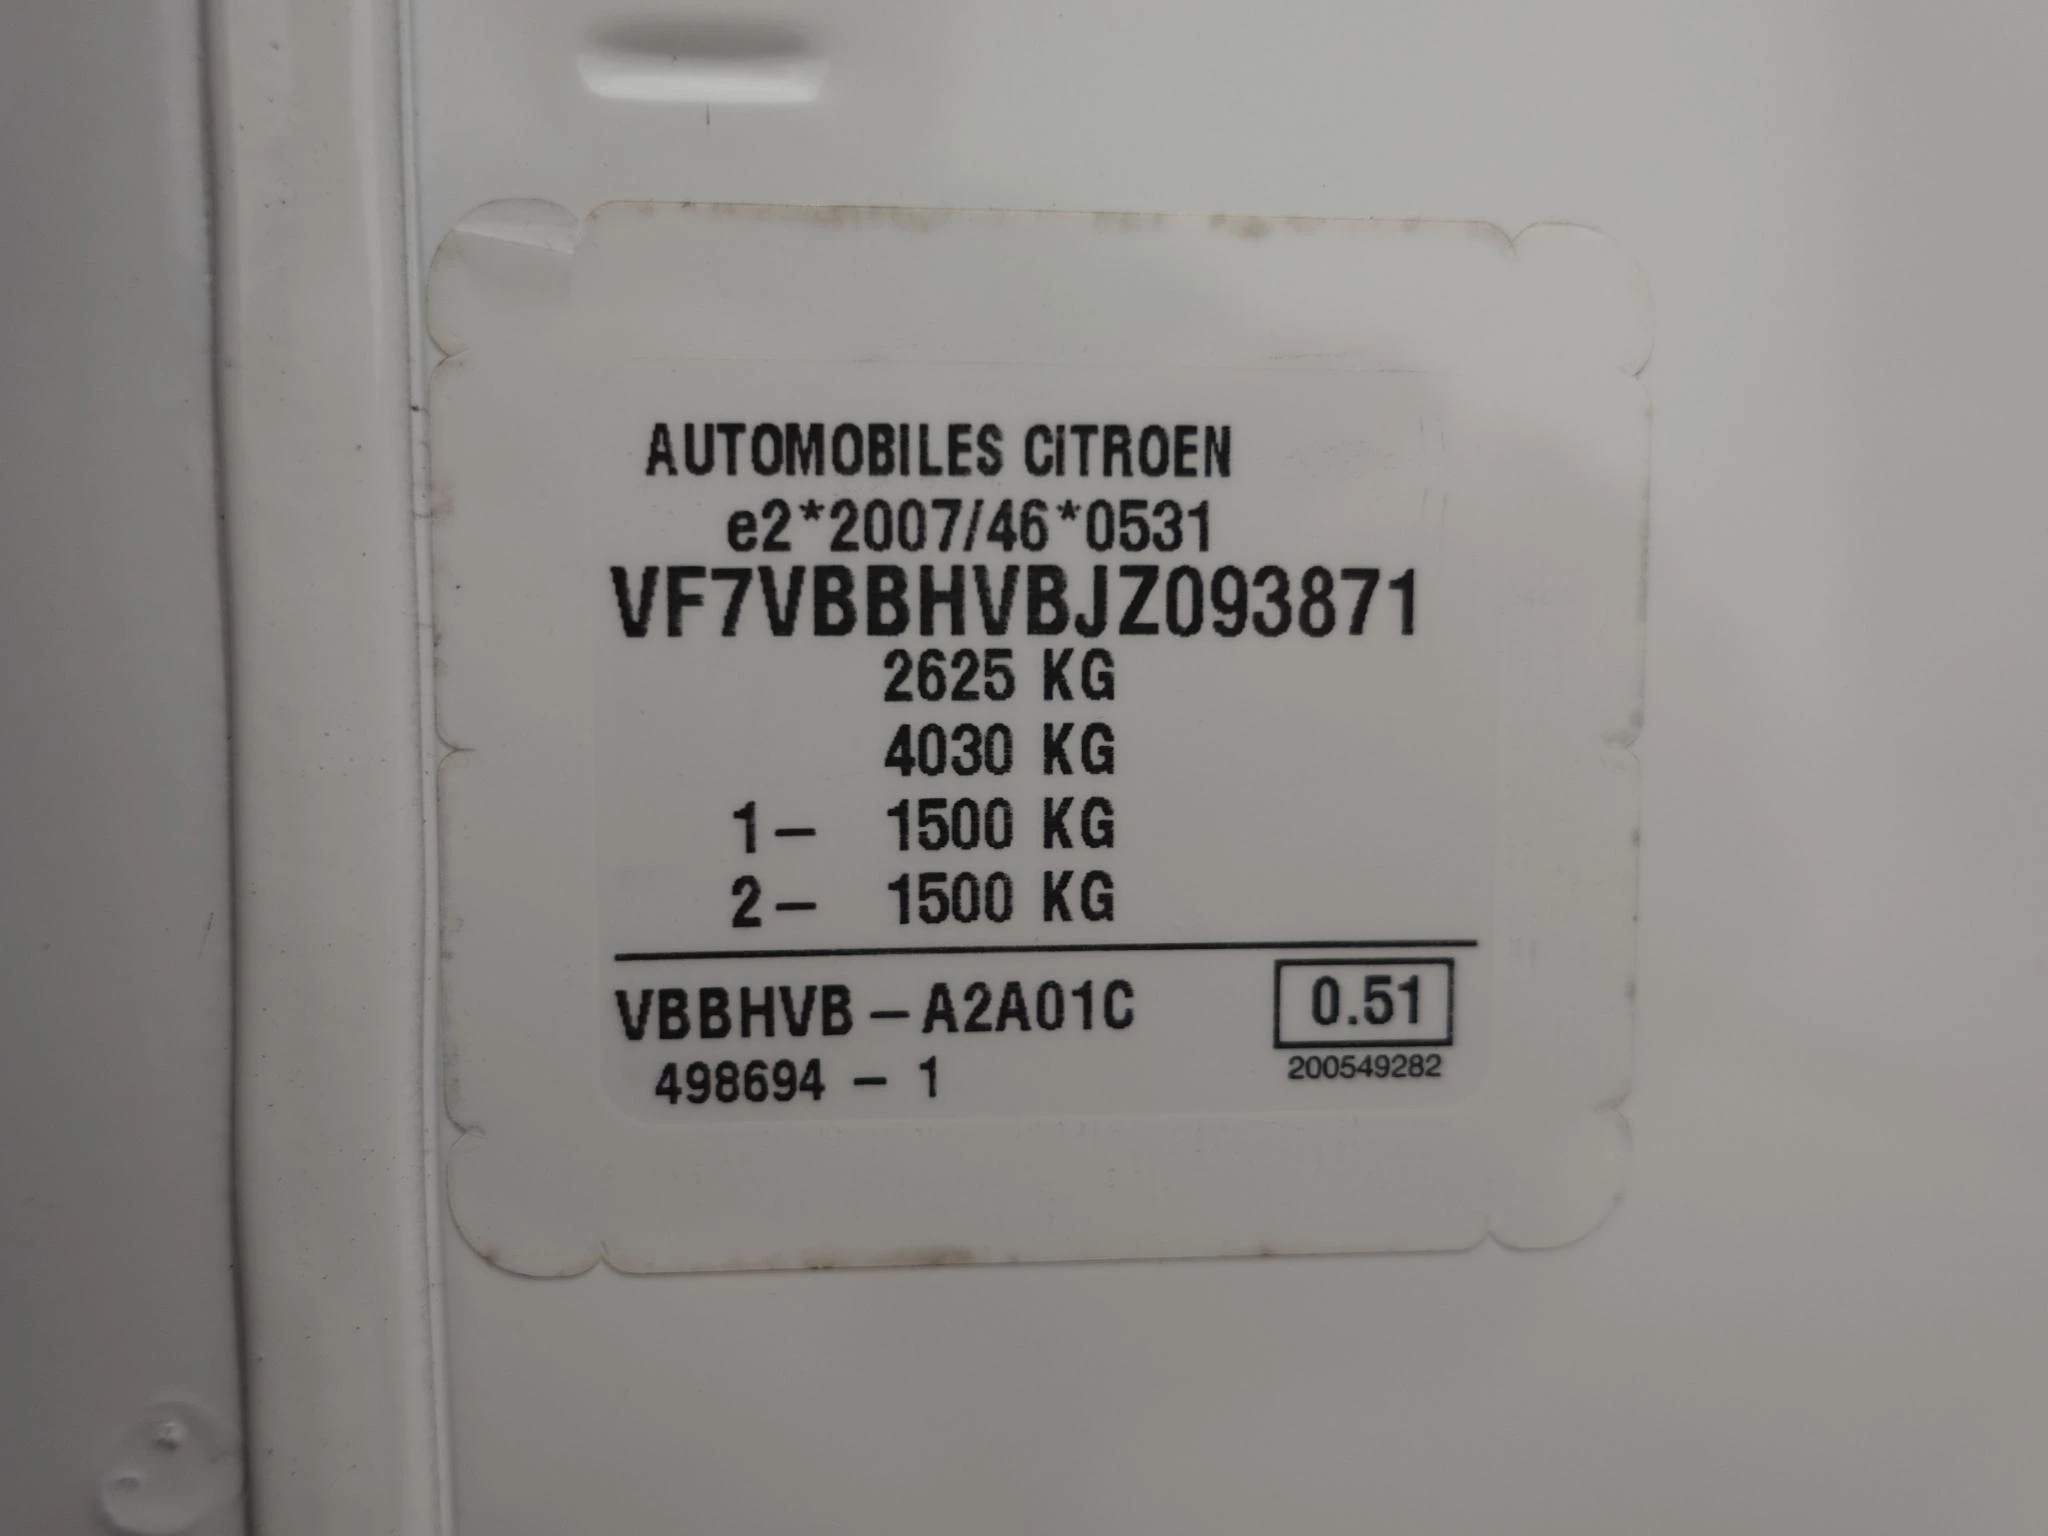 AUTOMOBILES CITROEN
e2*2007/46*0531
VF7VBBHVBJZ093871
2625 KG
4030 KG
1– 1500 KG
2– 1500 KG
VBBHVB – A2A01C
0.51
498694 – 1
200549282